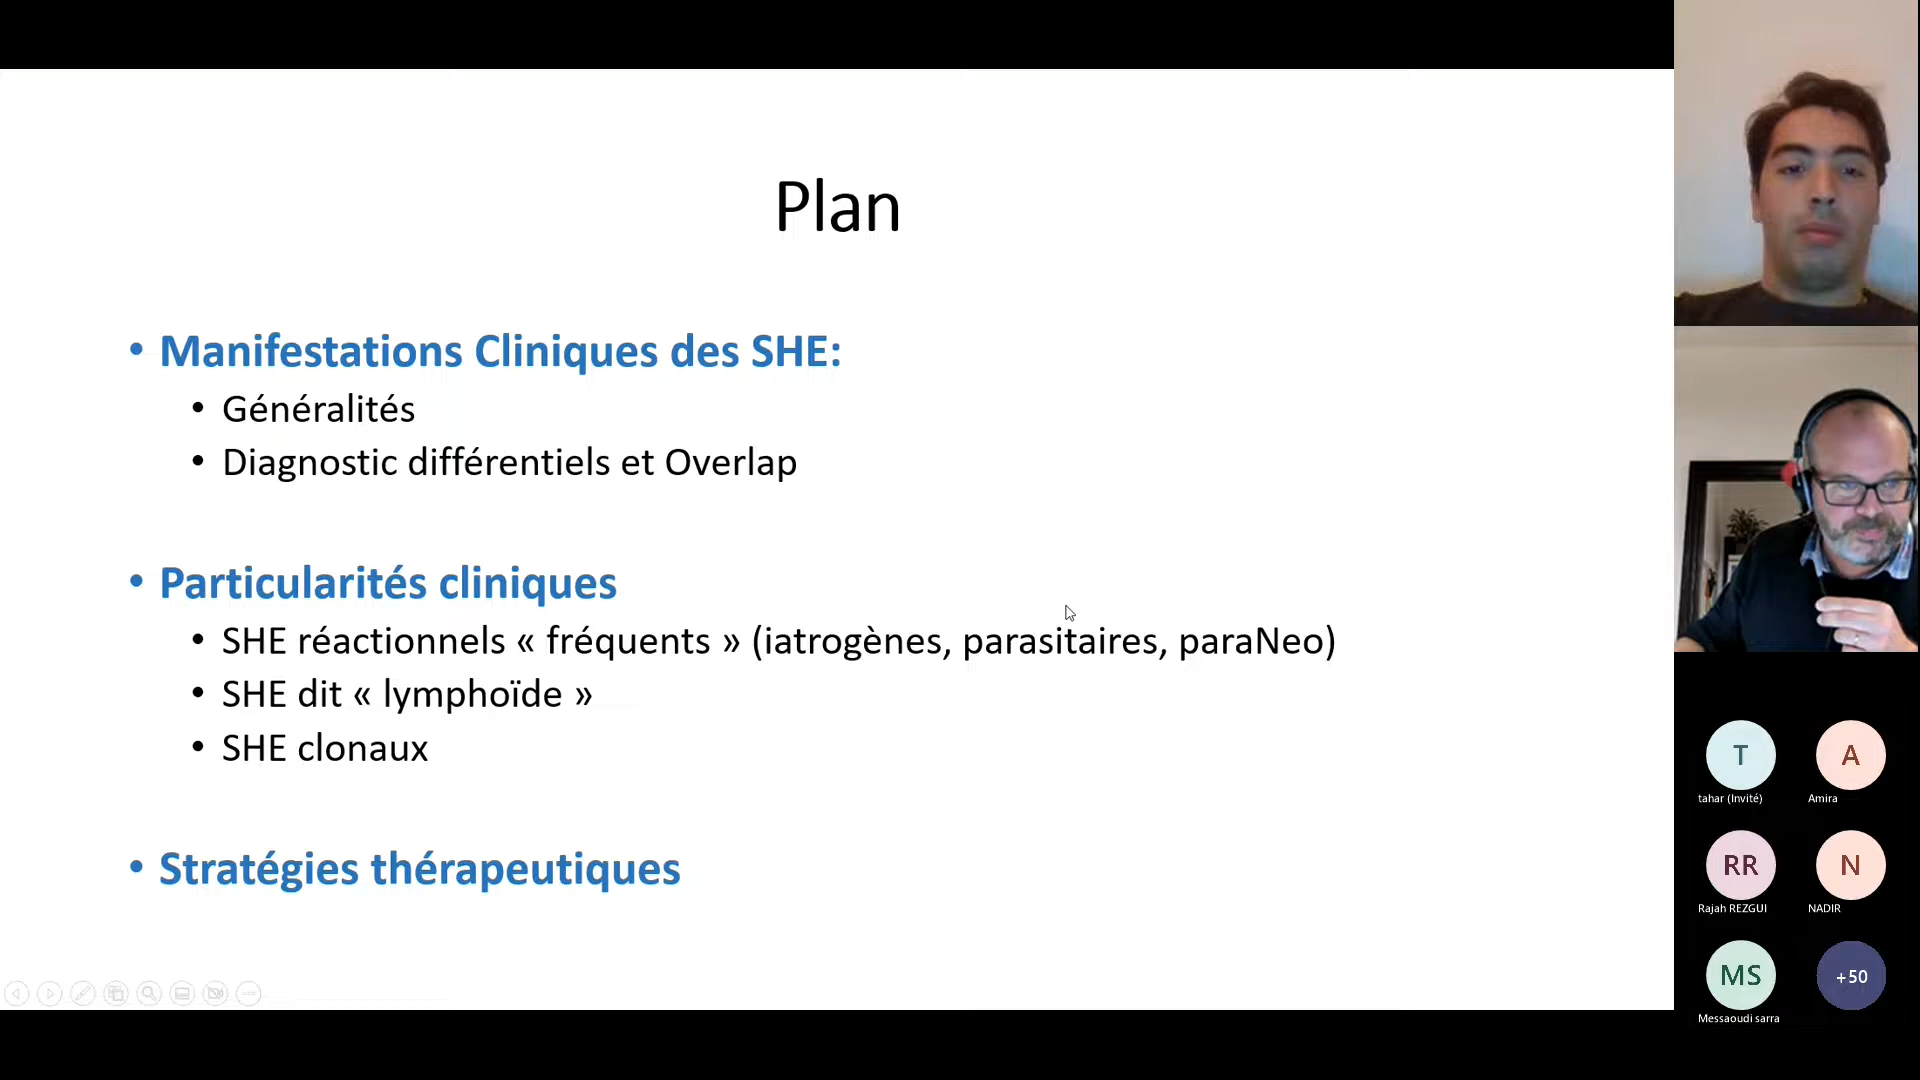 Plan
• Manifestations Cliniques des SHE:
• Généralités
• Diagnostic différentiels et Overlap
• Particularités cliniques
• SHE réactionnels « fréquents » (iatrogènes, parasitaires, paraNeo)
• SHE dit « lymphoïde »
• SHE clonaux
• Stratégies thérapeutiques
T
A
tahar (Invité)
Amira
RR
N
Rajah REZGUI
NADIR
MS
+50
Messaoudi sarra